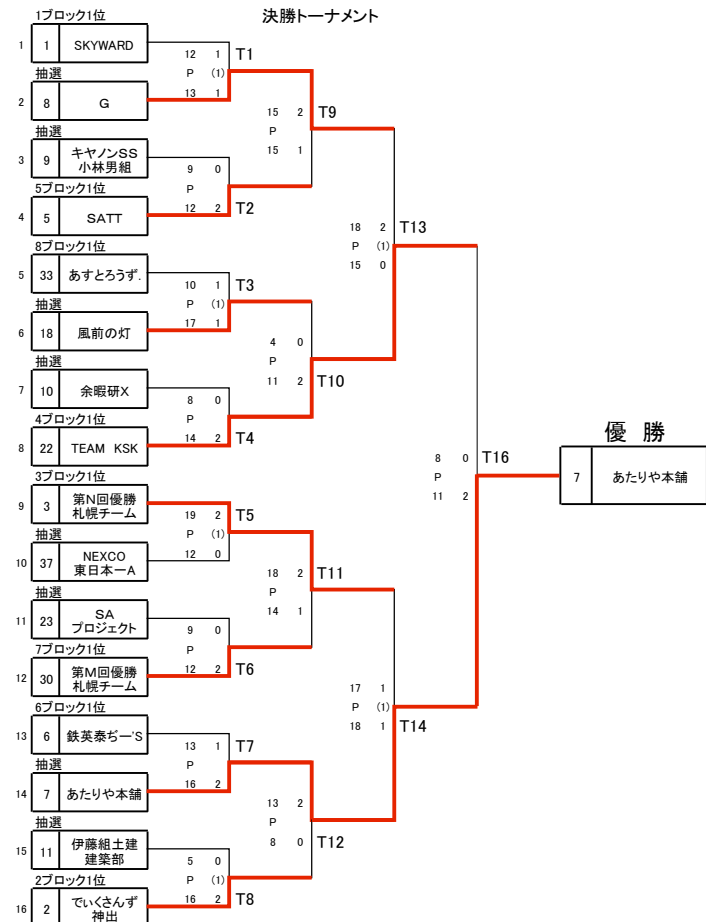 決勝トーナメント
1ブロック1位
1 1 SKYWARD
12 1 T1
P (1)
13 1
抽選
2 8 G
15 2 T9
P
15 1
抽選
3 9 キヤノンSS
小林男組
9 0
P
12 2 T2
5ブロック1位
4 5 SATT
18 2 T13
P (1)
15 0
8ブロック1位
5 33 あすとろうず.
10 1 T3
P (1)
17 1
抽選
6 18 風前の灯
4 0
P
11 2 T10
抽選
7 10 余暇研X
8 0
P
14 2 T4
4ブロック1位
8 22 TEAM KSK
優 勝
8 0 T16
P
11 2
7 あたりや本舗
3ブロック1位
9 3 第N回優勝
札幌チーム
19 2 T5
P (1)
12 0
抽選
10 37 NEXCO
東日本ーA
18 2 T11
P
14 1
抽選
11 23 SA
プロジェクト
9 0
P
12 2 T6
7ブロック1位
12 30 第M回優勝
札幌チーム
17 1
P (1)
18 1 T14
6ブロック1位
13 6 鉄英泰ぢー'S
13 1 T7
P
16 2
抽選
14 7 あたりや本舗
13 2
P
8 0 T12
抽選
15 11 伊藤組土建
建築部
5 0
P (1)
16 2 T8
2ブロック1位
16 2 でぃくさんず
神出